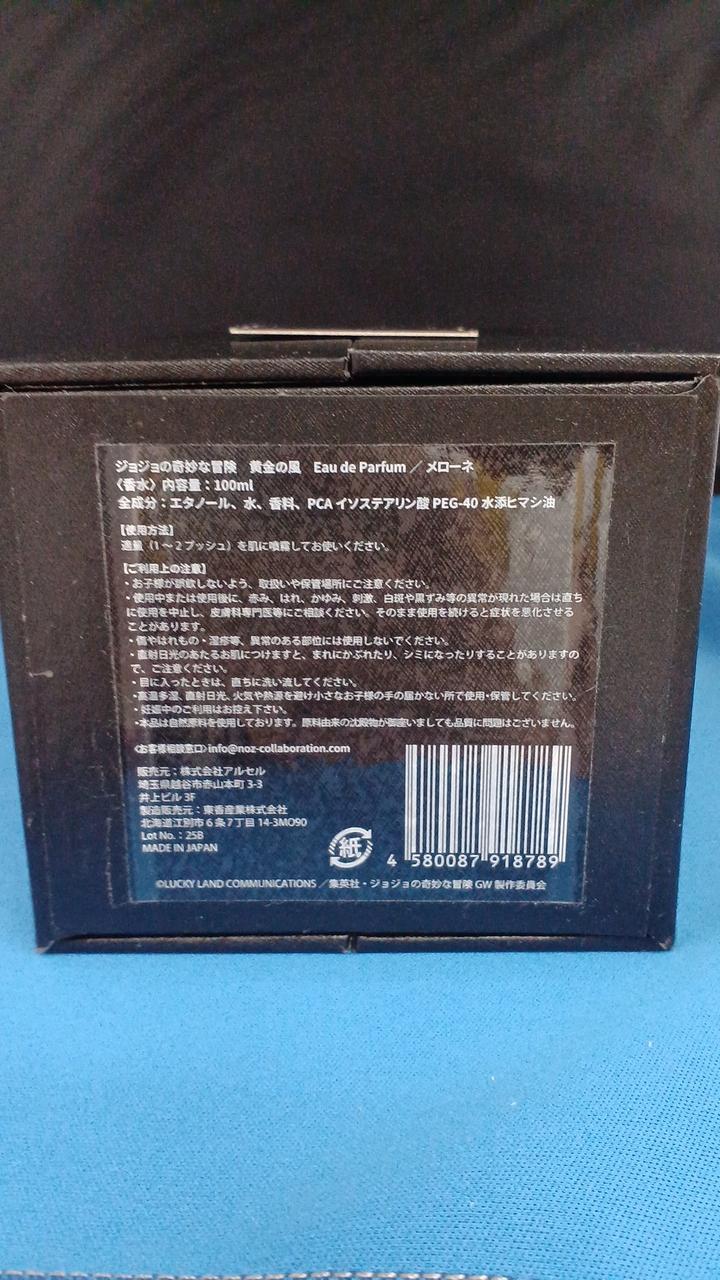 ジョジョの奇妙な冒険　黄金の風　Eau de Parfum ／ メローネ
〈香水〉内容量：100ml
全成分：エタノール、水、香料、PCA イソステアリン酸 PEG-40 水添ヒマシ油
【使用方法】
適量（1～2プッシュ）を肌に噴霧してお使いください。
【ご利用上の注意】
・お子様が誤飲しないよう、取扱いや保管場所にご注意ください。
・使用中または使用後に、赤み、はれ、かゆみ、刺激、白斑や黒ずみ等の異常が現れた場合は直ち
に使用を中止し、皮膚科専門医等にご相談ください、そのまま使用を続けると症状を悪化させる
ことがあります。
・傷やはれもの・湿疹等、異常のある部位には使用しないでください。
・直射日光のあたるお肌につけますと、まれにかぶれたり、シミになったりすることがありますの
で、ご注意ください。
・目に入ったときは、直ちに洗い流してください。
・高温多湿、直射日光、火気や熱源を避け小さなお子様の手の届かない所で使用・保管してください。
・妊娠中のご利用はお控え下さい。
・本品は自然原料を使用しております。原料由来の沈殿物が御座いましても品質に問題はございません。
〈お客様相談窓口〉info@noz-collaboration.com
販売元：株式会社アルセル
埼玉県越谷市赤山本町 3-3
井上ビル 3F
製造販売元：東香産業株式会社
北海道江別市 6 条 7 丁目 14-3MO90
Lot No.：25B
MADE IN JAPAN
紙
4 580087 918789
©LUCKY LAND COMMUNICATIONS ／集英社・ジョジョの奇妙な冒険 GW 製作委員会